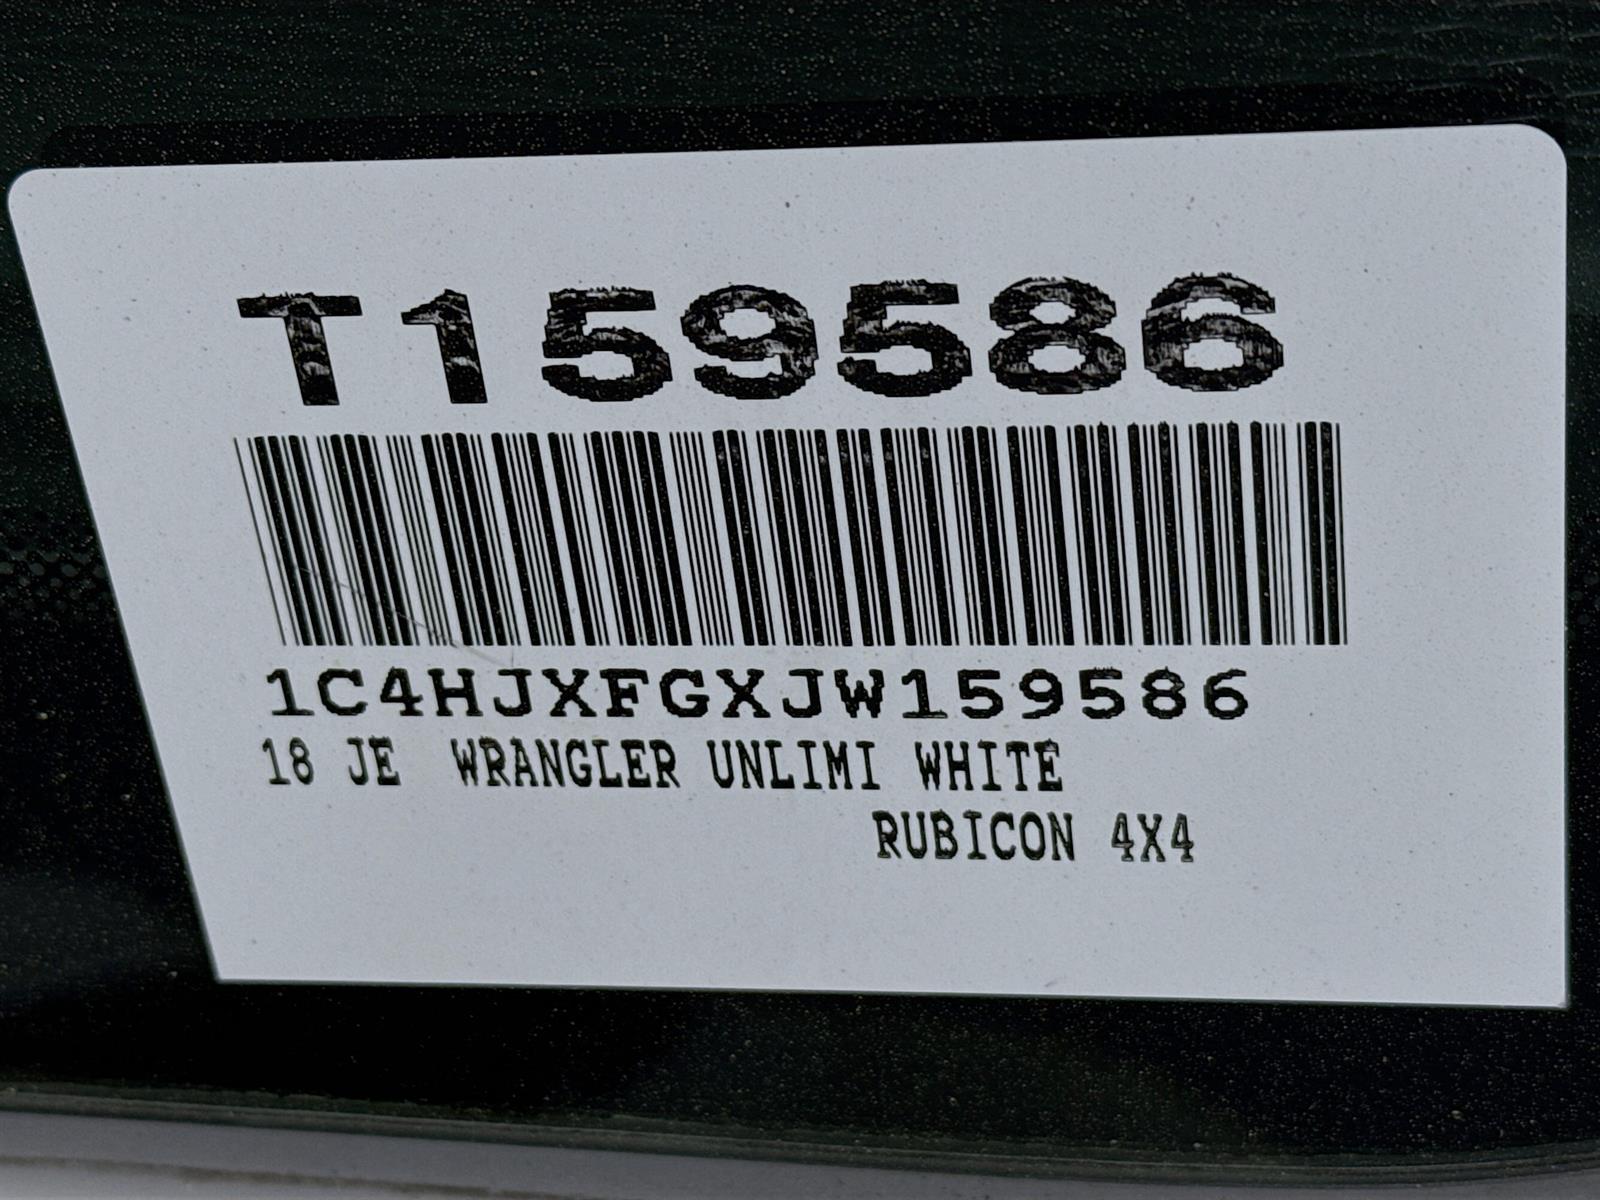 T159586
1C4HJXFGXJW159586
18 JE WRANGLER UNLIMI WHITE
RUBICON 4X4